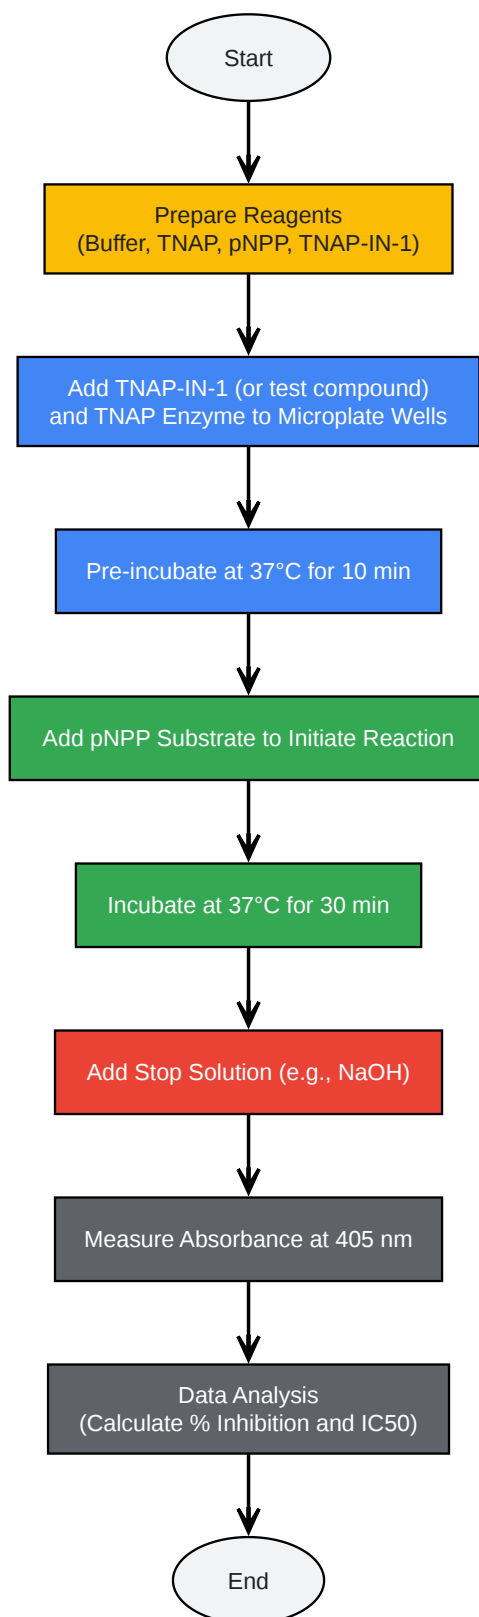 Start
Prepare Reagents
(Buffer, TNAP, pNPP, TNAP-IN-1)
Add TNAP-IN-1 (or test compound)
and TNAP Enzyme to Microplate Wells
Pre-incubate at 37°C for 10 min
Add pNPP Substrate to Initiate Reaction
Incubate at 37°C for 30 min
Add Stop Solution (e.g., NaOH)
Measure Absorbance at 405 nm
Data Analysis
(Calculate % Inhibition and IC50)
End